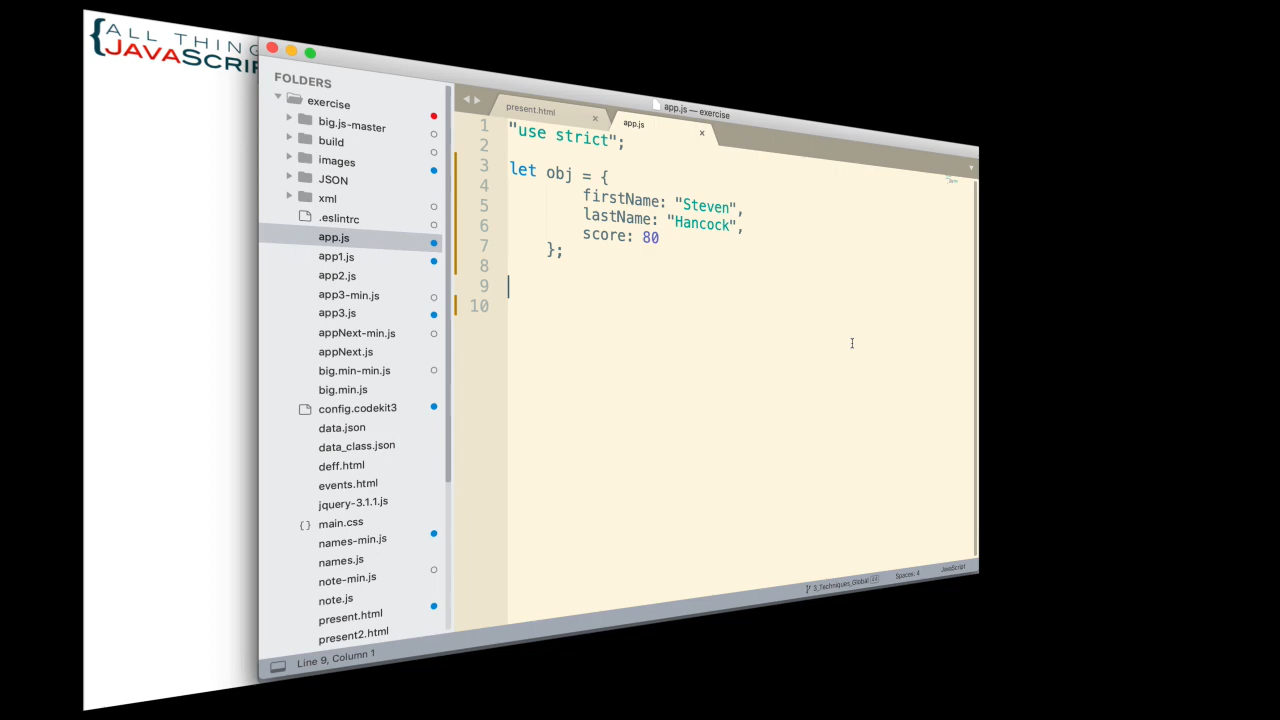 {ALL THING
JAVASCRIP
app.js — exercise
FOLDERS
exercise
big.js-master
build
images
JSON
xml
.eslintrc
app.js
app1.js
app2.js
app3-min.js
app3.js
appNext-min.js
appNext.js
big.min-min.js
big.min.js
config.codekit3
data.json
data_class.json
deff.html
events.html
jquery-3.1.1.js
{} main.css
names-min.js
names.js
note-min.js
note.js
present.html
present2.html
present.html ×
app.js ×
1 "use strict";
2
3 let obj = {
4 firstName: "Steven",
5 lastName: "Hancock",
6 score: 80
7 };
8
9
10
Line 9, Column 1
3_Techniques_Global
Spaces: 4
JavaScript